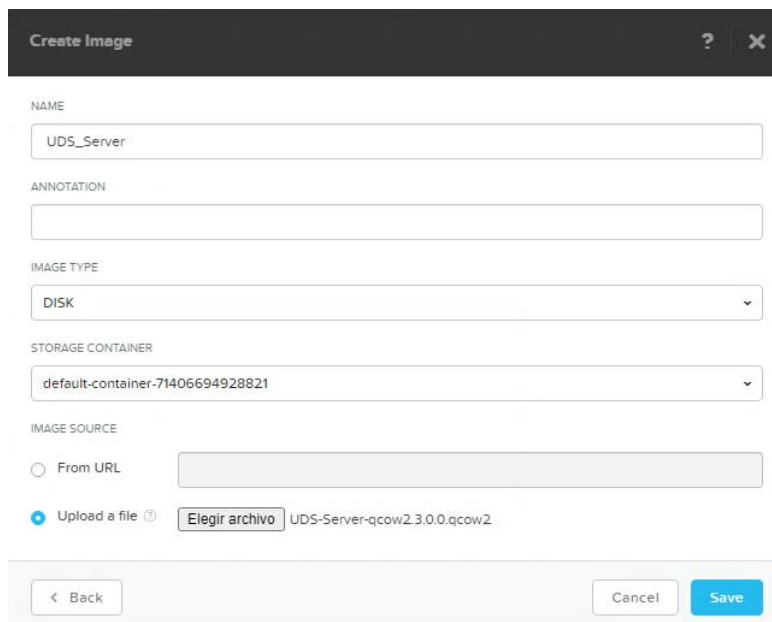 Create Image
?
×
NAME
UDS_Server
ANNOTATION
IMAGE TYPE
DISK
STORAGE CONTAINER
default-container-71406694928821
IMAGE SOURCE
From URL
Upload a file ?
Elegir archivo UDS-Server-qcow2.3.0.0.qcow2
< Back
Cancel
Save